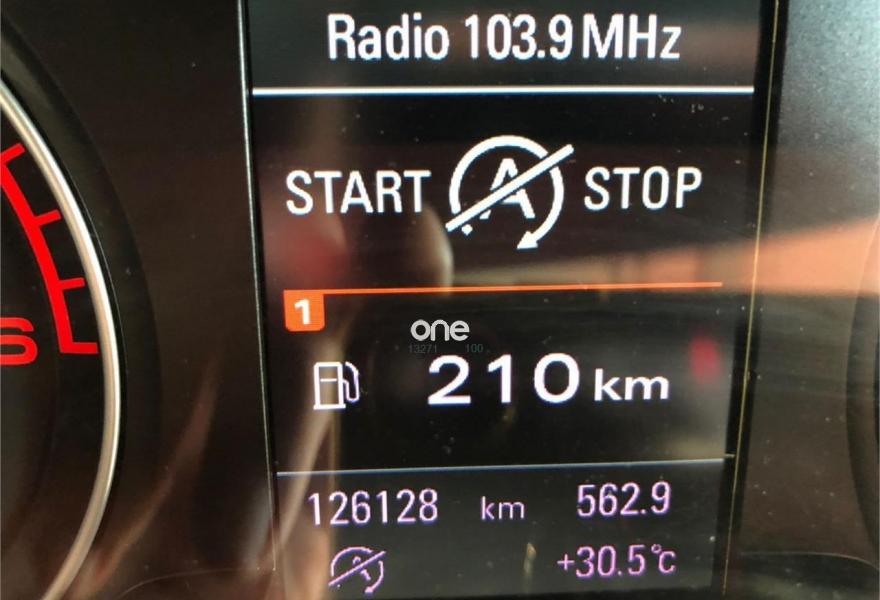 Radio 103.9 MHz
START A STOP
1
one
13271 100
210 km
126128 km 562.9
A
+30.5°C
S